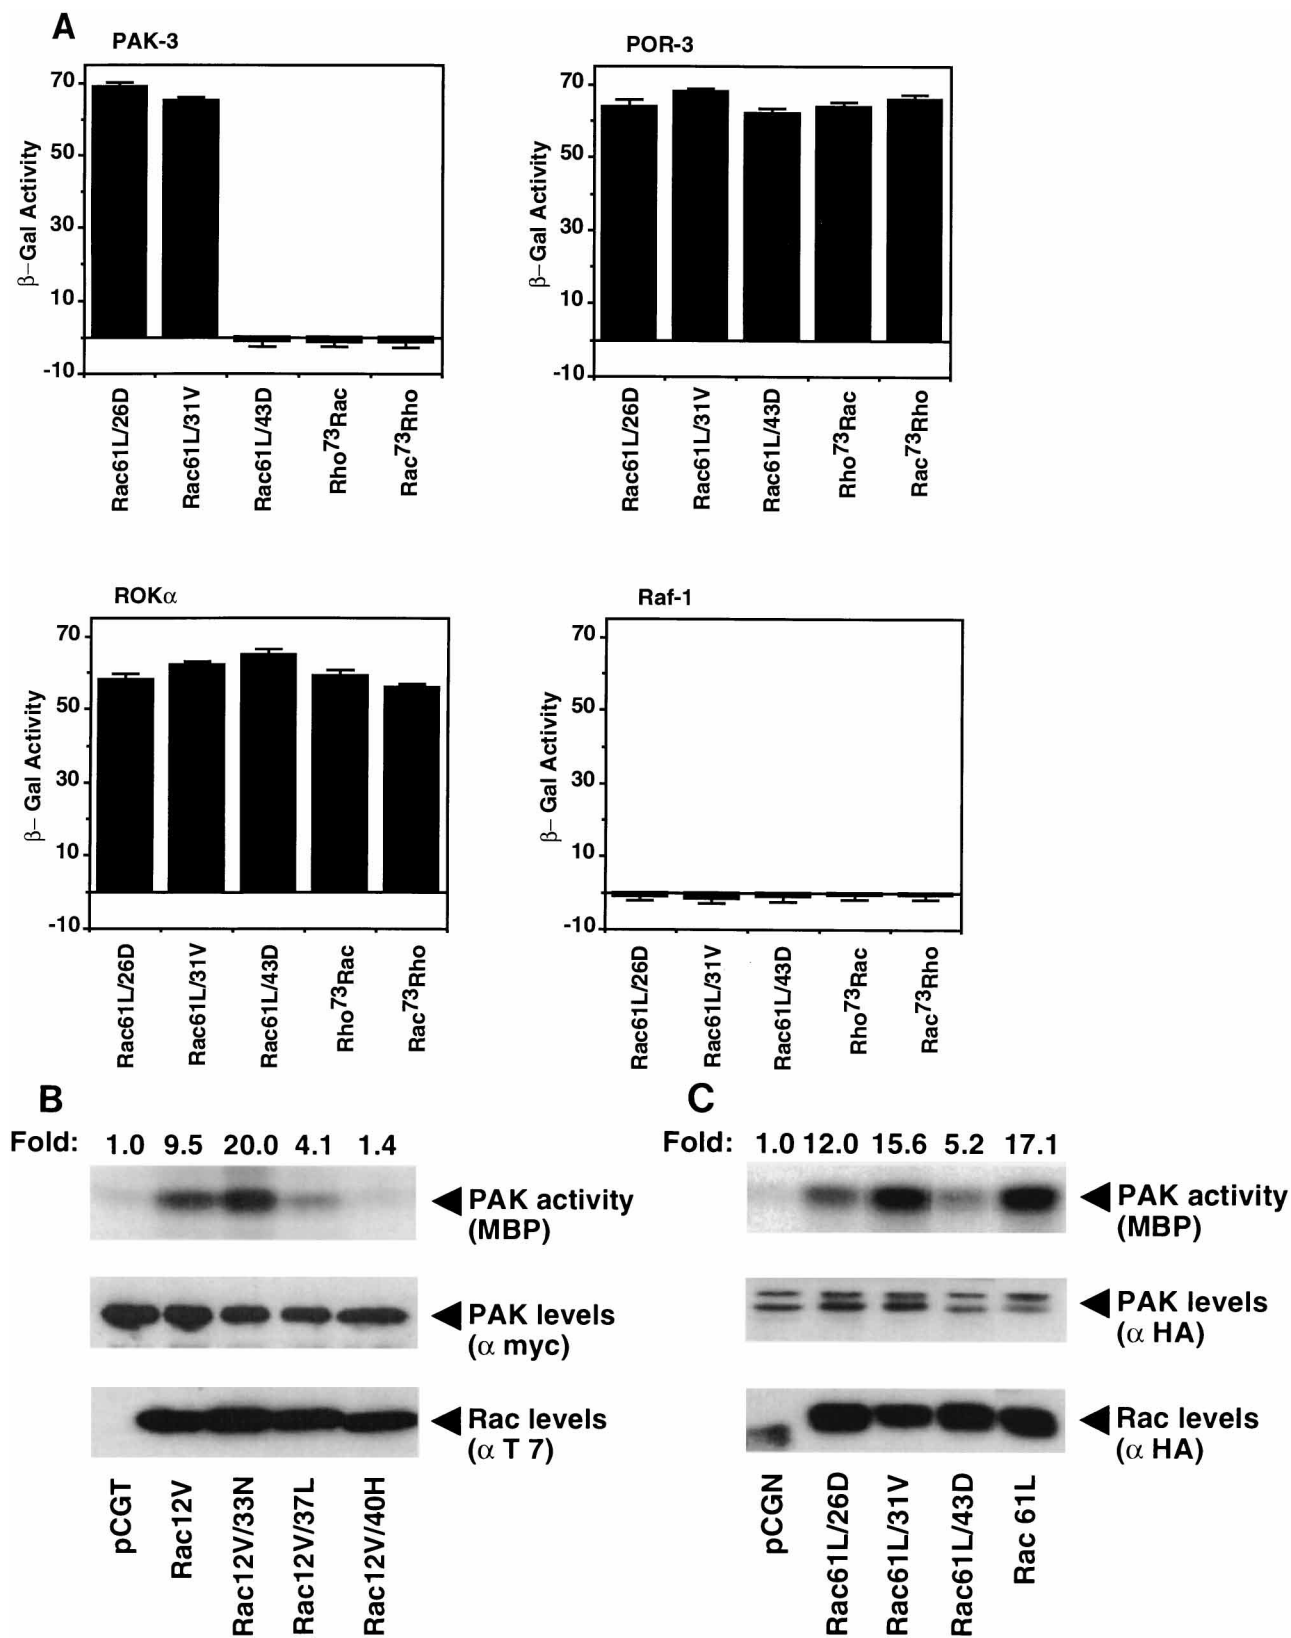 A
PAK-3
β–Gal Activity
70
50
30
10
-10
Rac61L/26D
Rac61L/31V
Rac61L/43D
Rho73Rac
Rac73Rho
POR-3
β–Gal Activity
70
50
30
10
-10
Rac61L/26D
Rac61L/31V
Rac61L/43D
Rho73Rac
Rac73Rho
ROKα
β– Gal Activity
70
50
30
10
-10
Rac61L/26D
Rac61L/31V
Rac61L/43D
Rho73Rac
Rac73Rho
Raf-1
β– Gal Activity
70
50
30
10
-10
Rac61L/26D
Rac61L/31V
Rac61L/43D
Rho73Rac
Rac73Rho
B
Fold: 1.0 9.5 20.0 4.1 1.4
PAK activity
(MBP)
PAK levels
(α myc)
Rac levels
(α T 7)
pCGT
Rac12V
Rac12V/33N
Rac12V/37L
Rac12V/40H
C
Fold: 1.0 12.0 15.6 5.2 17.1
PAK activity
(MBP)
PAK levels
(α HA)
Rac levels
(α HA)
pCGN
Rac61L/26D
Rac61L/31V
Rac61L/43D
Rac 61L